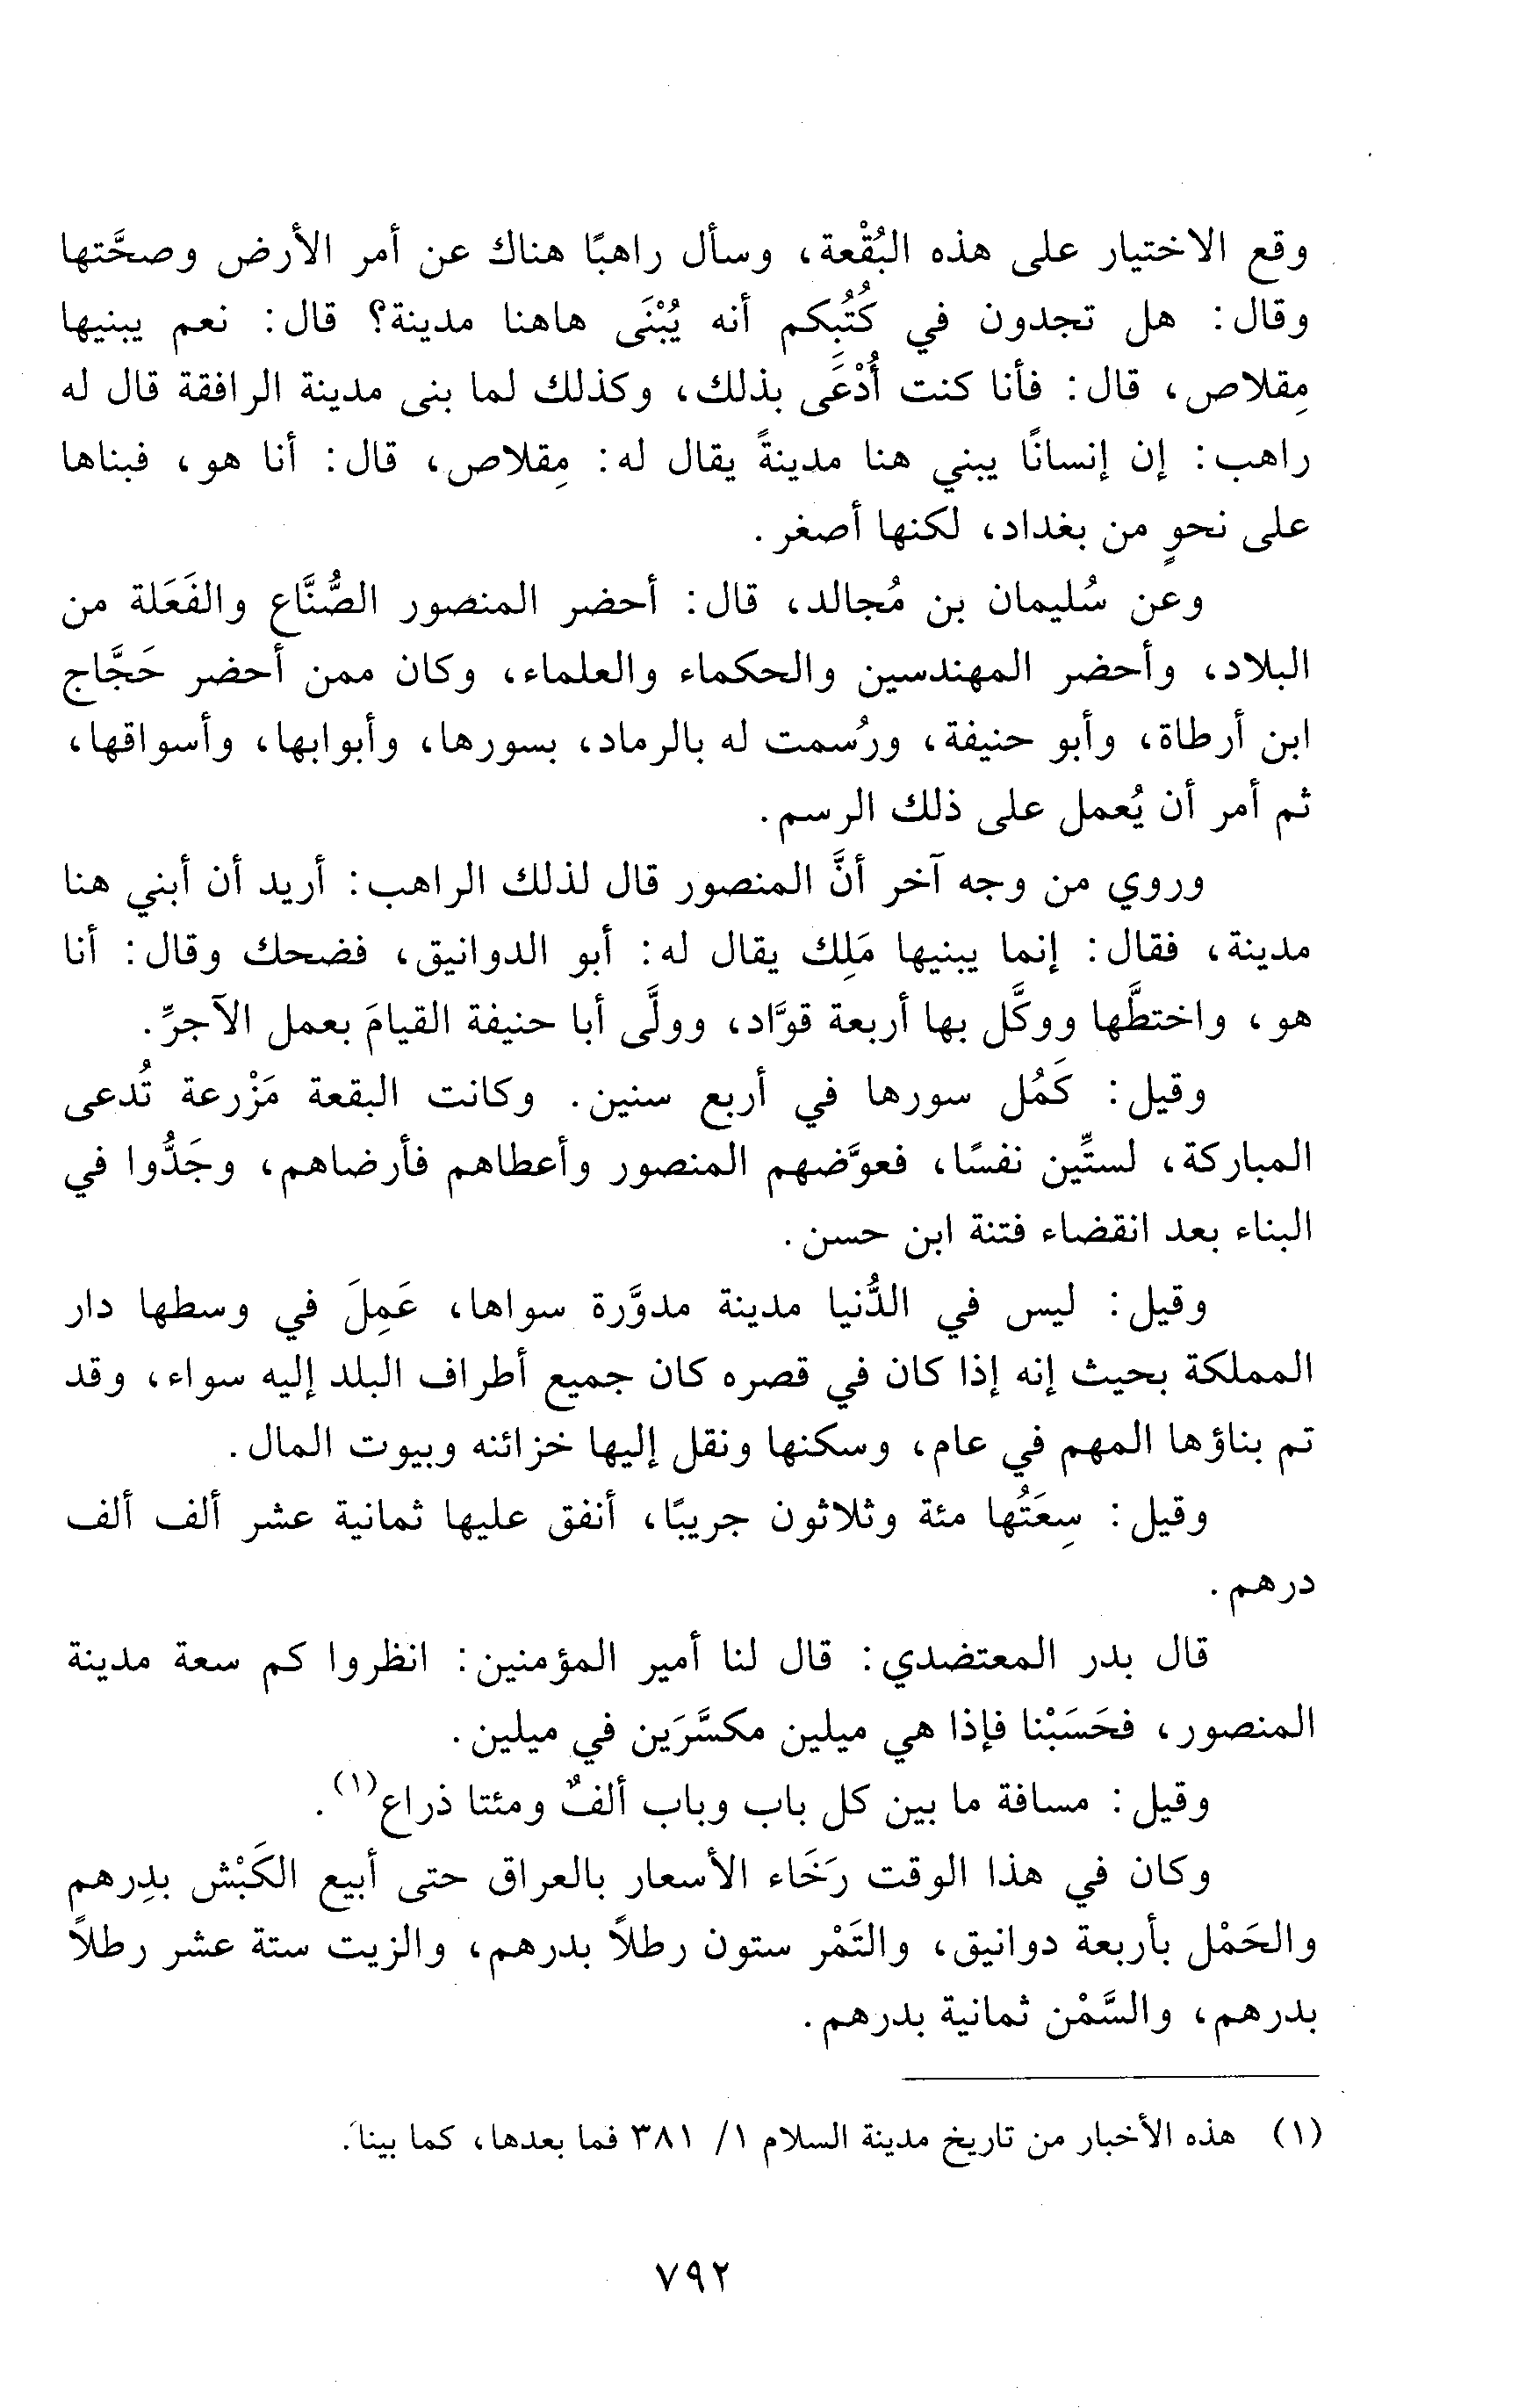 وقع الاختيار على هذه البُقْعة، وسأل راهبًا هناك عن أمر الأرض وصحَّتها
وقال: هل تجدون في كُتُبكم أنه يُبْنَى هاهنا مدينة؟ قال: نعم يبنيها
مِقلاص، قال: فأنا كنت أُدْعَى بذلك، وكذلك لما بنى مدينة الرافقة قال له
راهب: إن إنسانًا يبني هنا مدينةً يقال له: مِقلاص، قال: أنا هو، فبناها
على نحوٍ من بغداد، لكنها أصغر.
وعن سُليمان بن مُجالد، قال: أحضر المنصور الصُّنَّاع والفَعَلة من
البلاد، وأحضر المهندسين والحكماء والعلماء، وكان ممن أحضر حَجَّاج
ابن أرطاة، وأبو حنيفة، ورُسمت له بالرماد، بسورها، وأبوابها، وأسواقها،
ثم أمر أن يُعمل على ذلك الرسم.
وروي من وجه آخر أنَّ المنصور قال لذلك الراهب: أريد أن أبني هنا
مدينة، فقال: إنما يبنيها مَلِك يقال له: أبو الدوانيق، فضحك وقال: أنا
هو، واختطَّها ووكَّل بها أربعة قوَّاد، وولَّى أبا حنيفة القيامَ بعمل الآجرِّ.
وقيل: كَمُل سورها في أربع سنين. وكانت البقعة مَزْرعة تُدعى
المباركة، لستِّين نفسًا، فعوَّضهم المنصور وأعطاهم فأرضاهم، وجَدُّوا في
البناء بعد انقضاء فتنة ابن حسن.
وقيل: ليس في الدُّنيا مدينة مدوَّرة سواها، عَمِلَ في وسطها دار
المملكة بحيث إنه إذا كان في قصره كان جميع أطراف البلد إليه سواء، وقد
تم بناؤها المهم في عام، وسكنها ونقل إليها خزائنه وبيوت المال.
وقيل: سِعَتُها مئة وثلاثون جريبًا، أنفق عليها ثمانية عشر ألف ألف
درهم.
قال بدر المعتضدي: قال لنا أمير المؤمنين: انظروا كم سعة مدينة
المنصور، فحَسَبْنا فإذا هي ميلين مكسَّرَين في ميلين.
وقيل: مسافة ما بين كل باب وباب ألفٌ ومئتا ذراع(١).
وكان في هذا الوقت رَخَاء الأسعار بالعراق حتى أبيع الكَبْش بدِرهم
والحَمْل بأربعة دوانيق، والتَمْر ستون رطلاً بدرهم، والزيت ستة عشر رطلاً
بدرهم، والسَّمْن ثمانية بدرهم.
(١) هذه الأخبار من تاريخ مدينة السلام ١/ ٣٨١ فما بعدها، كما بينا.
٧٩٢